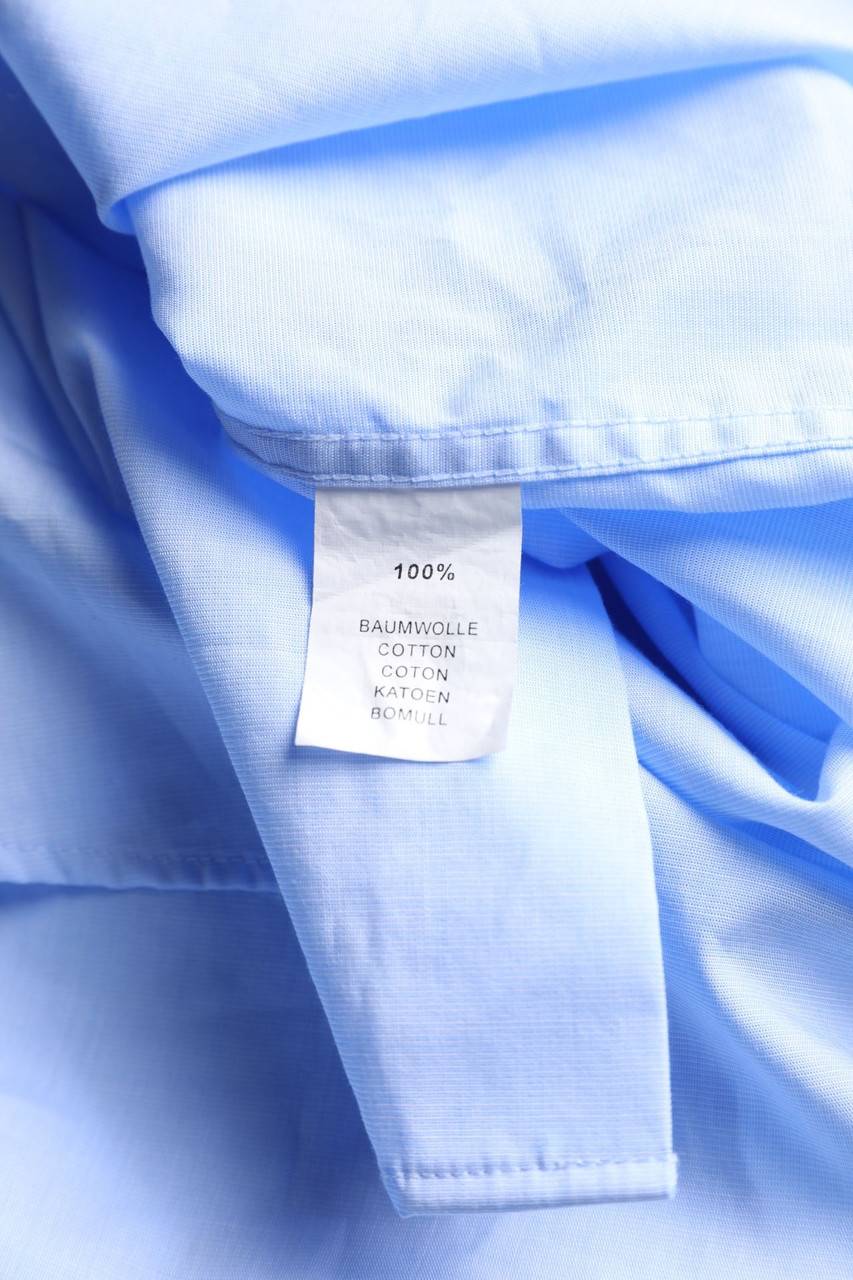 100%
BAUMWOLLE
COTTON
COTON
KATOEN
BOMULL